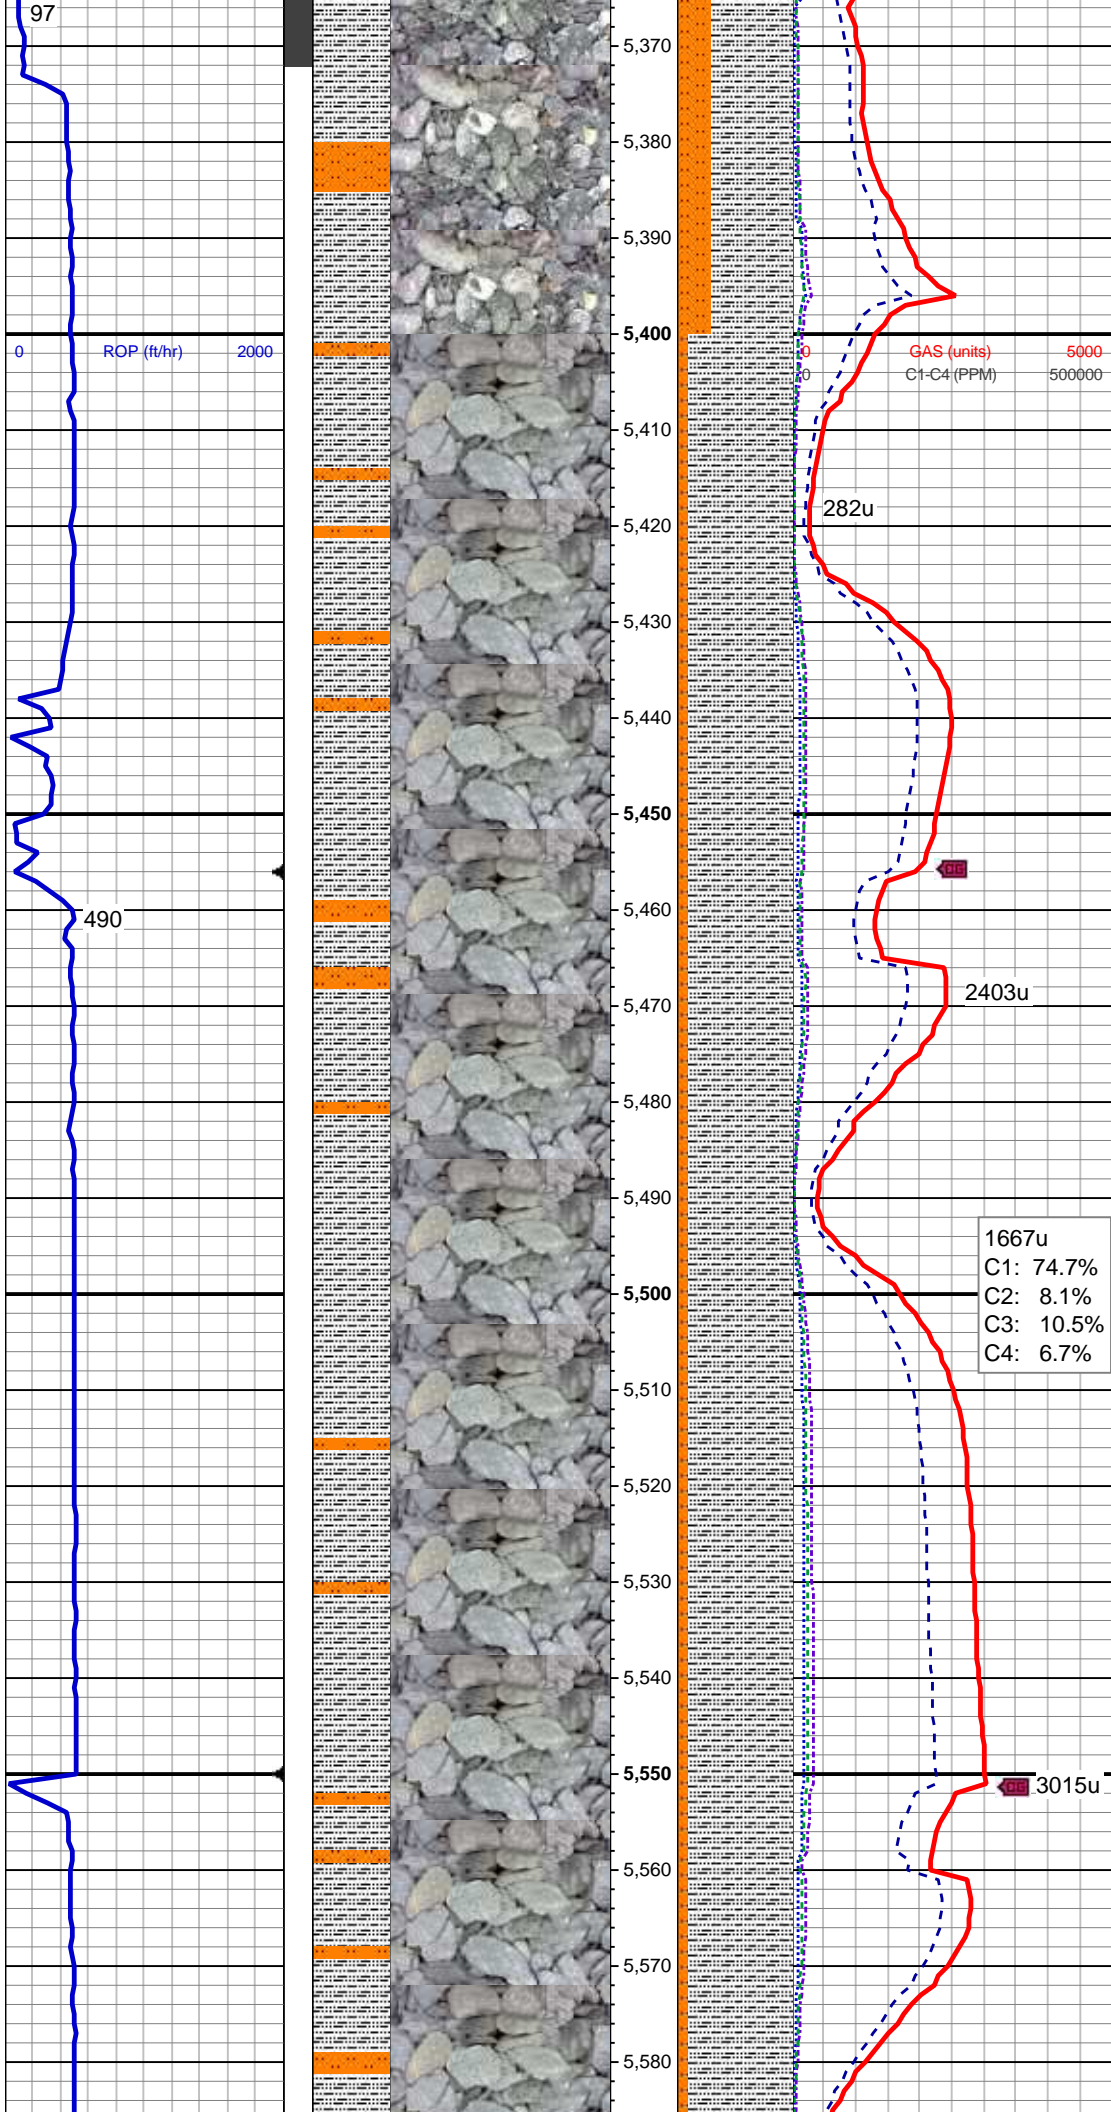 97
5,370
5,380
5,390
5,400
0 ROP (ft/hr) 2000
0 GAS (units) 5000
0 C1-C4 (PPM) 500000
5,410
282u
5,420
5,430
5,440
5,450
CG
5,460
490
2403u
5,470
5,480
5,490
1667u
C1: 74.7%
C2: 8.1%
C3: 10.5%
C4: 6.7%
5,500
5,510
5,520
5,530
5,540
5,550
CG 3015u
5,560
5,570
5,580